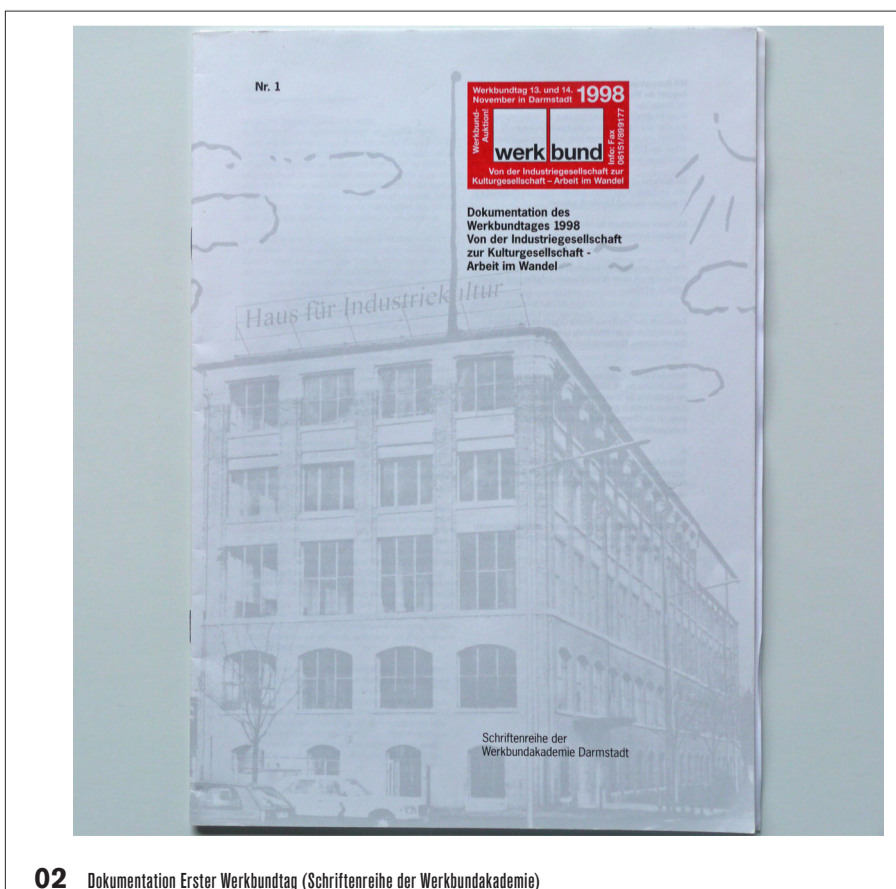 Nr. 1
Werkbundtag 13. und 14.
November in Darmstadt 1998
Werkbund-
Auktion!
werk bund
Info: Fax
06151/899177
Von der Industriegesellschaft zur
Kulturgesellschaft – Arbeit im Wandel
Dokumentation des
Werkbundtages 1998
Von der Industriegesellschaft
zur Kulturgesellschaft -
Arbeit im Wandel
Haus für Industriekultur
Schriftenreihe der
Werkbundakademie Darmstadt
02 Dokumentation Erster Werkbundtag (Schriftenreihe der Werkbundakademie)